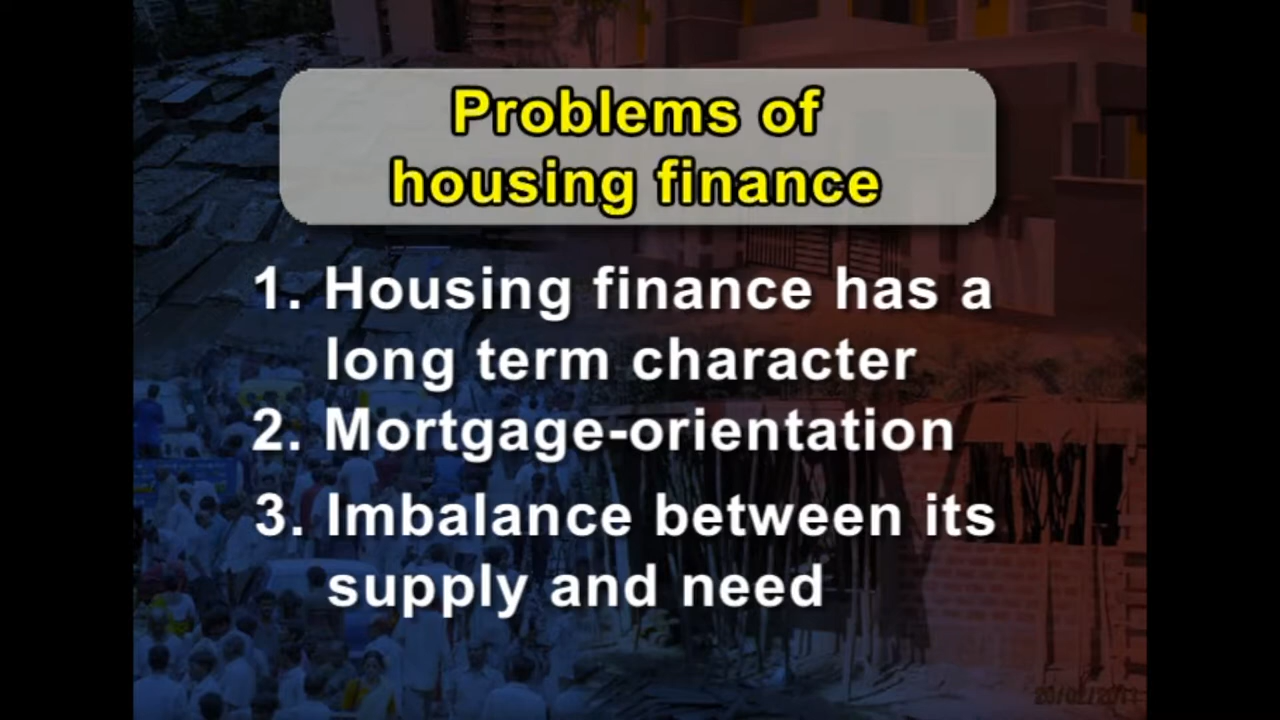 Problems of
housing finance
1. Housing finance has a
long term character
2. Mortgage-orientation
3. Imbalance between its
supply and need